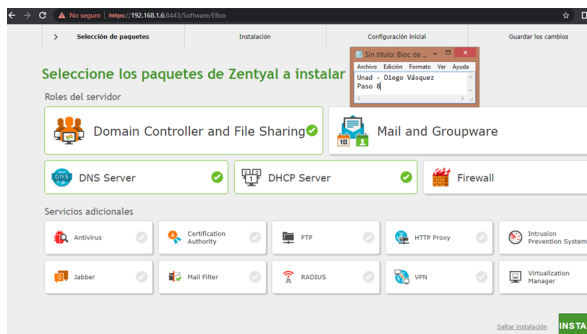 No seguro
https://192.168.1.6:8443/Software/EBox
Selección de paquetes
Instalación
Configuración inicial
Guardar los cambios
Sin título: Bloc de ...
Archivo Edición Formato Ver Ayuda
Unad - Diego Vásquez
Paso 8
Seleccione los paquetes de Zentyal a instalar
Roles del servidor
Domain Controller and File Sharing
Mail and Groupware
DNS Server
DHCP Server
Firewall
Servicios adicionales
Antivirus
Certification
Authority
FTP
HTTP Proxy
Intrusion
Prevention System
Jabber
Mail Filter
RADIUS
VPN
Virtualization
Manager
Saltar instalación
INSTA